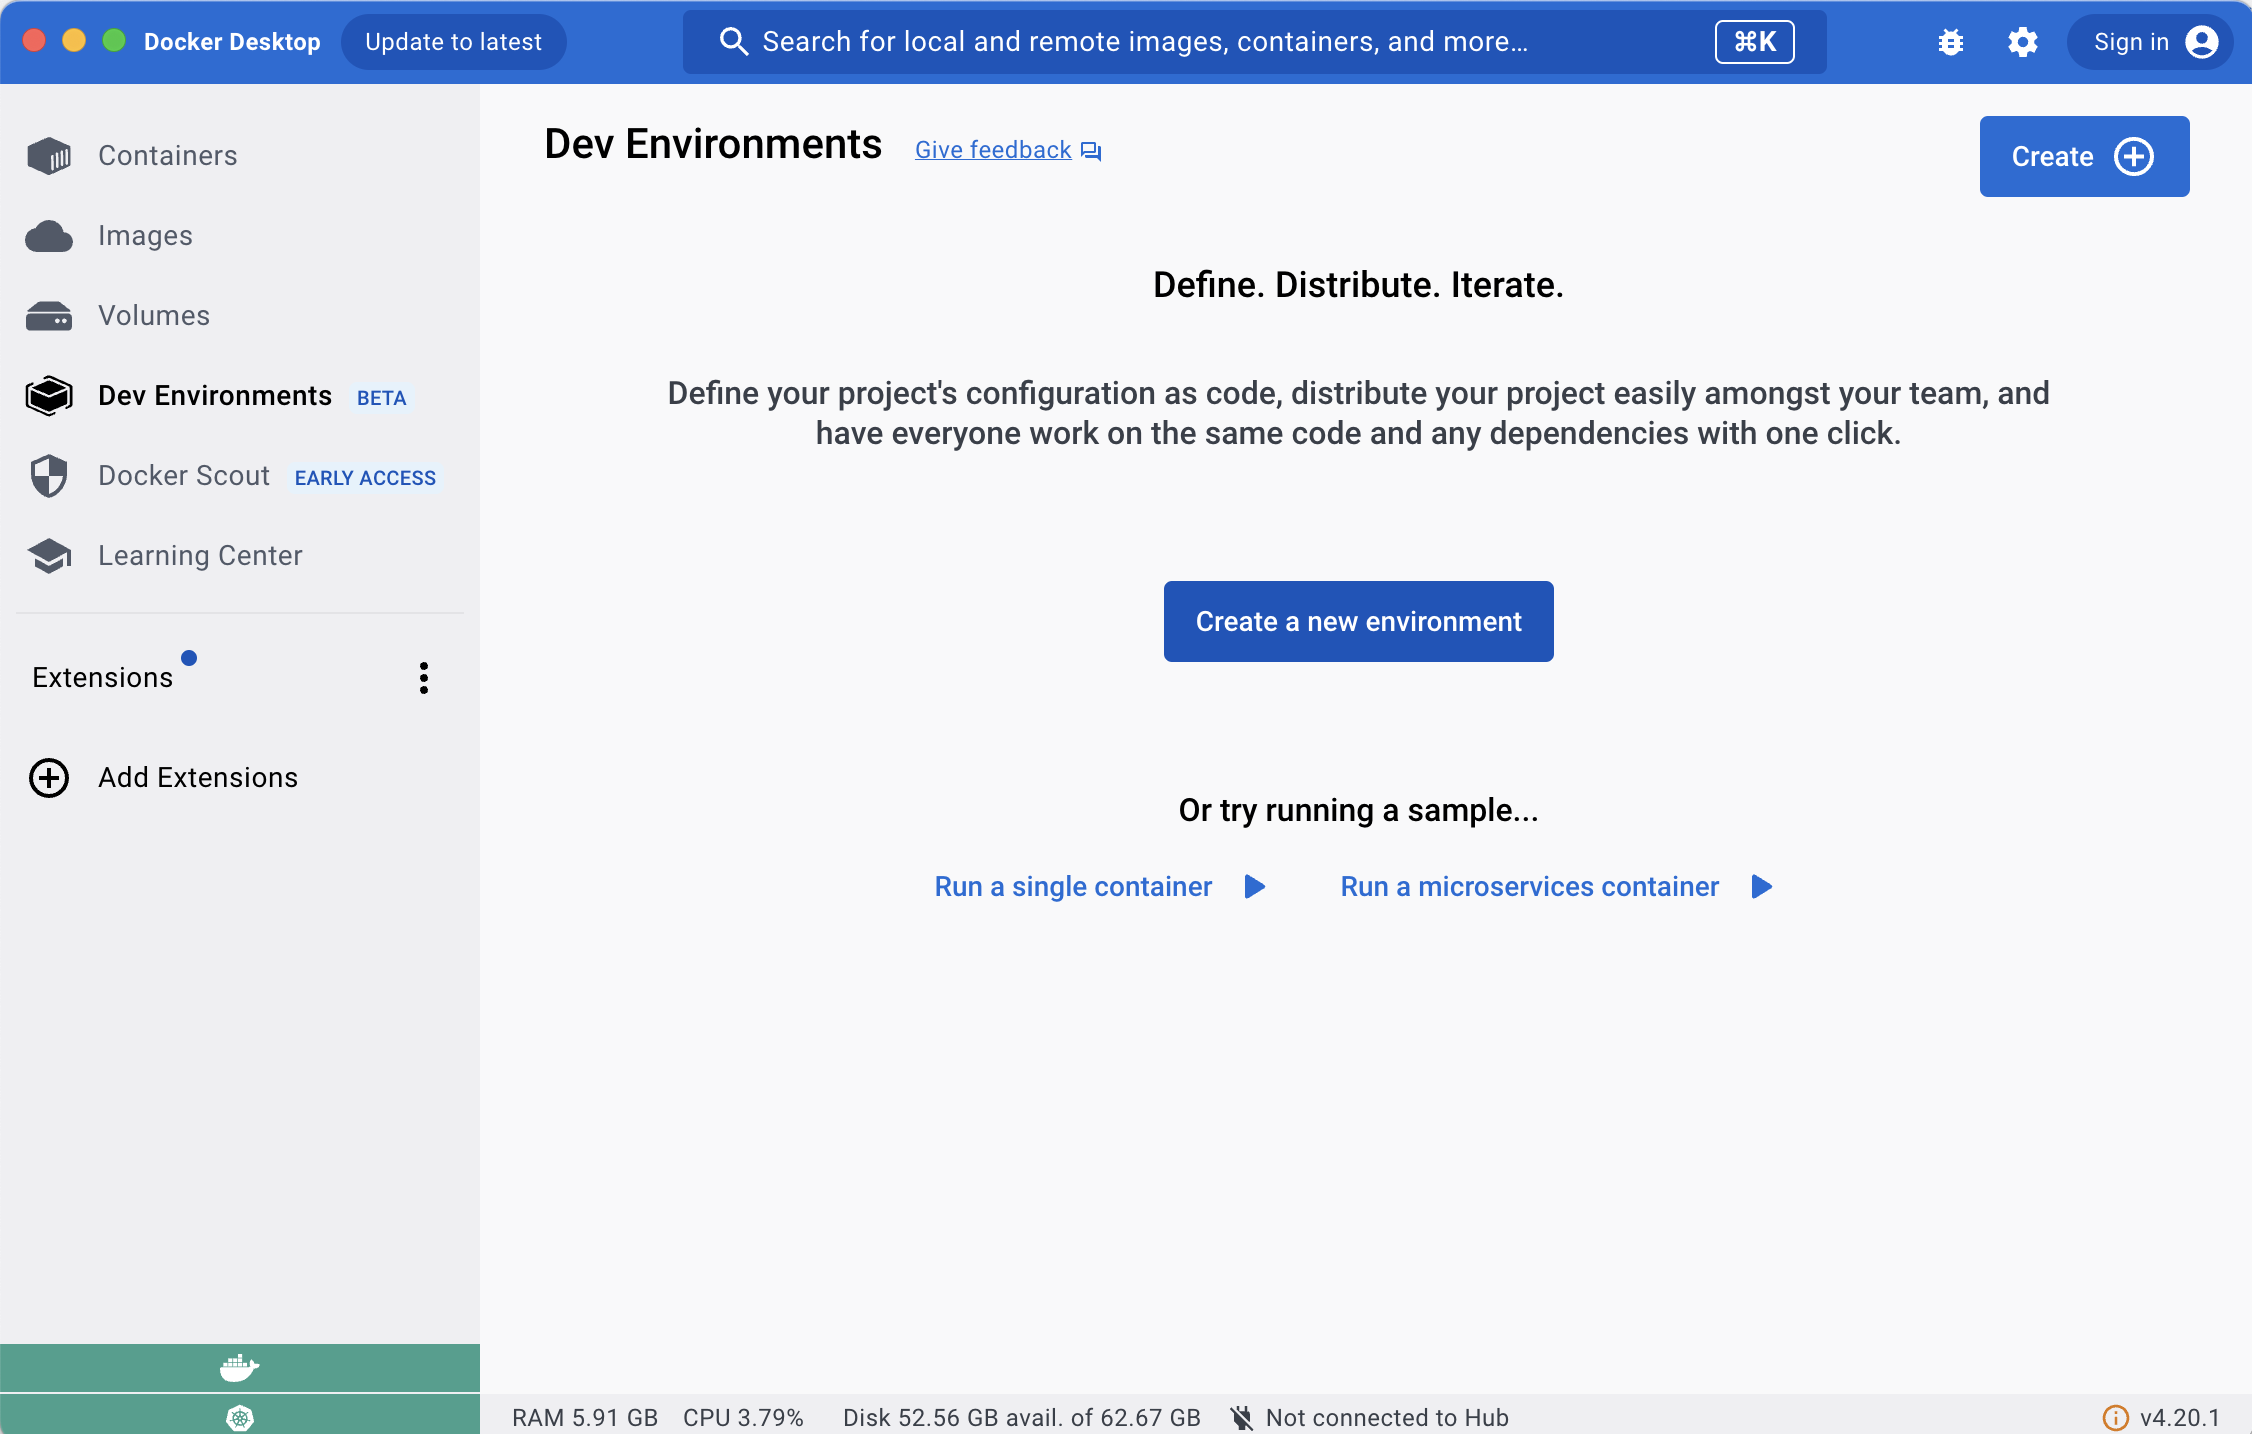 Docker Desktop
Update to latest
Search for local and remote images, containers, and more...
⌘K
Sign in
Containers
Images
Volumes
Dev Environments BETA
Docker Scout EARLY ACCESS
Learning Center
Extensions
Add Extensions
Dev Environments
Give feedback
Create
Define. Distribute. Iterate.
Define your project's configuration as code, distribute your project easily amongst your team, and
have everyone work on the same code and any dependencies with one click.
Create a new environment
Or try running a sample...
Run a single container
Run a microservices container
RAM 5.91 GB CPU 3.79% Disk 52.56 GB avail. of 62.67 GB Not connected to Hub
v4.20.1